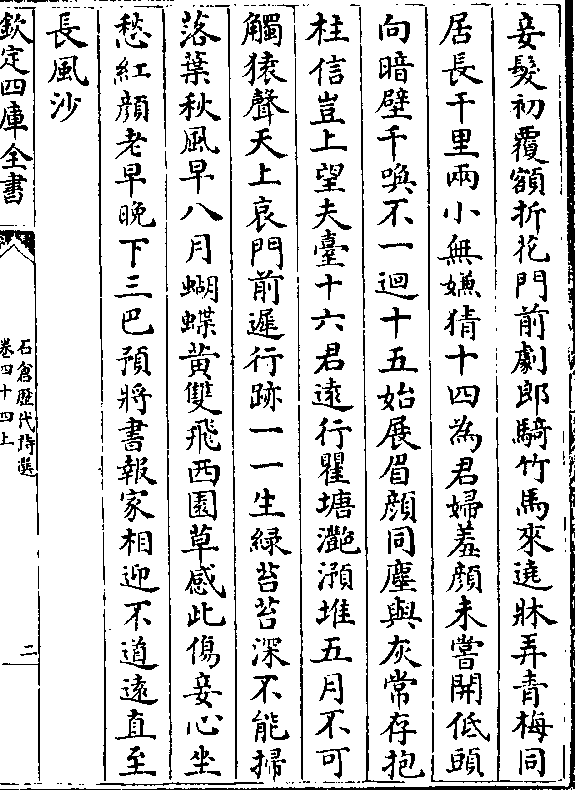 妾髮初覆額折花門前劇郎騎竹馬來遶牀弄青梅同
居長干里兩小無嫌猜十四為君婦羞顔未嘗開低頭
向暗壁千喚不一迴十五始展眉顔同塵與灰常存抱
柱信豈上望夫臺十六君遠行瞿塘灩澦堆五月不可
觸猿聲天上哀門前遲行跡一一生緑苔苔深不能掃
落葉秋風早八月蝴蝶黄雙飛西園草感此傷妾心坐
愁紅顔老早晚下三巴預將書報家相迎不道遠直至
長風沙
欽定四庫全書
石倉歴代詩選
卷四十四上
二